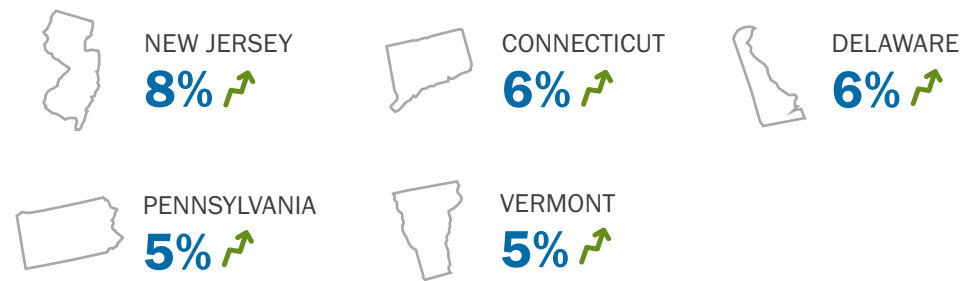 NEW JERSEY
8%
CONNECTICUT
6%
DELAWARE
6%
PENNSYLVANIA
5%
VERMONT
5%